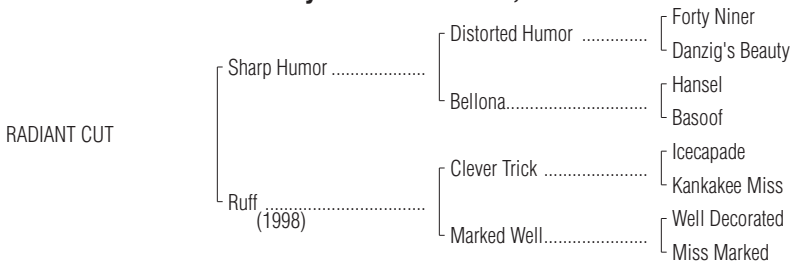 Forty Niner
Distorted Humor ..............
Danzig's Beauty
Sharp Humor ....................
Hansel
Bellona..............................
Basoof
RADIANT CUT
Icecapade
Clever Trick ......................
Kankakee Miss
Ruff ..................................
(1998)
Well Decorated
Marked Well......................
Miss Marked